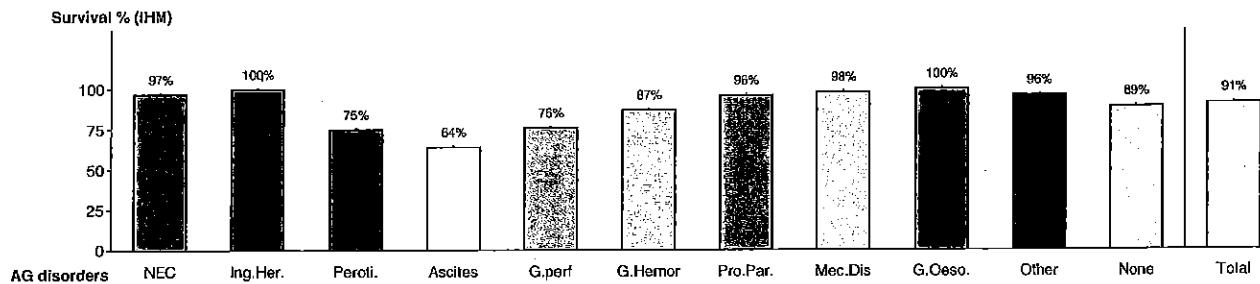 Survival % (IHM)
97% 100% 75% 64% 76% 87% 96% 98% 100% 96% 89% 91%
100
75
50
25
0
AG disorders NEC Ing.Her. Peroti. Ascites G.perf G.Hemor Pro.Par. Mec.Dis G.Oeso. Other None Total